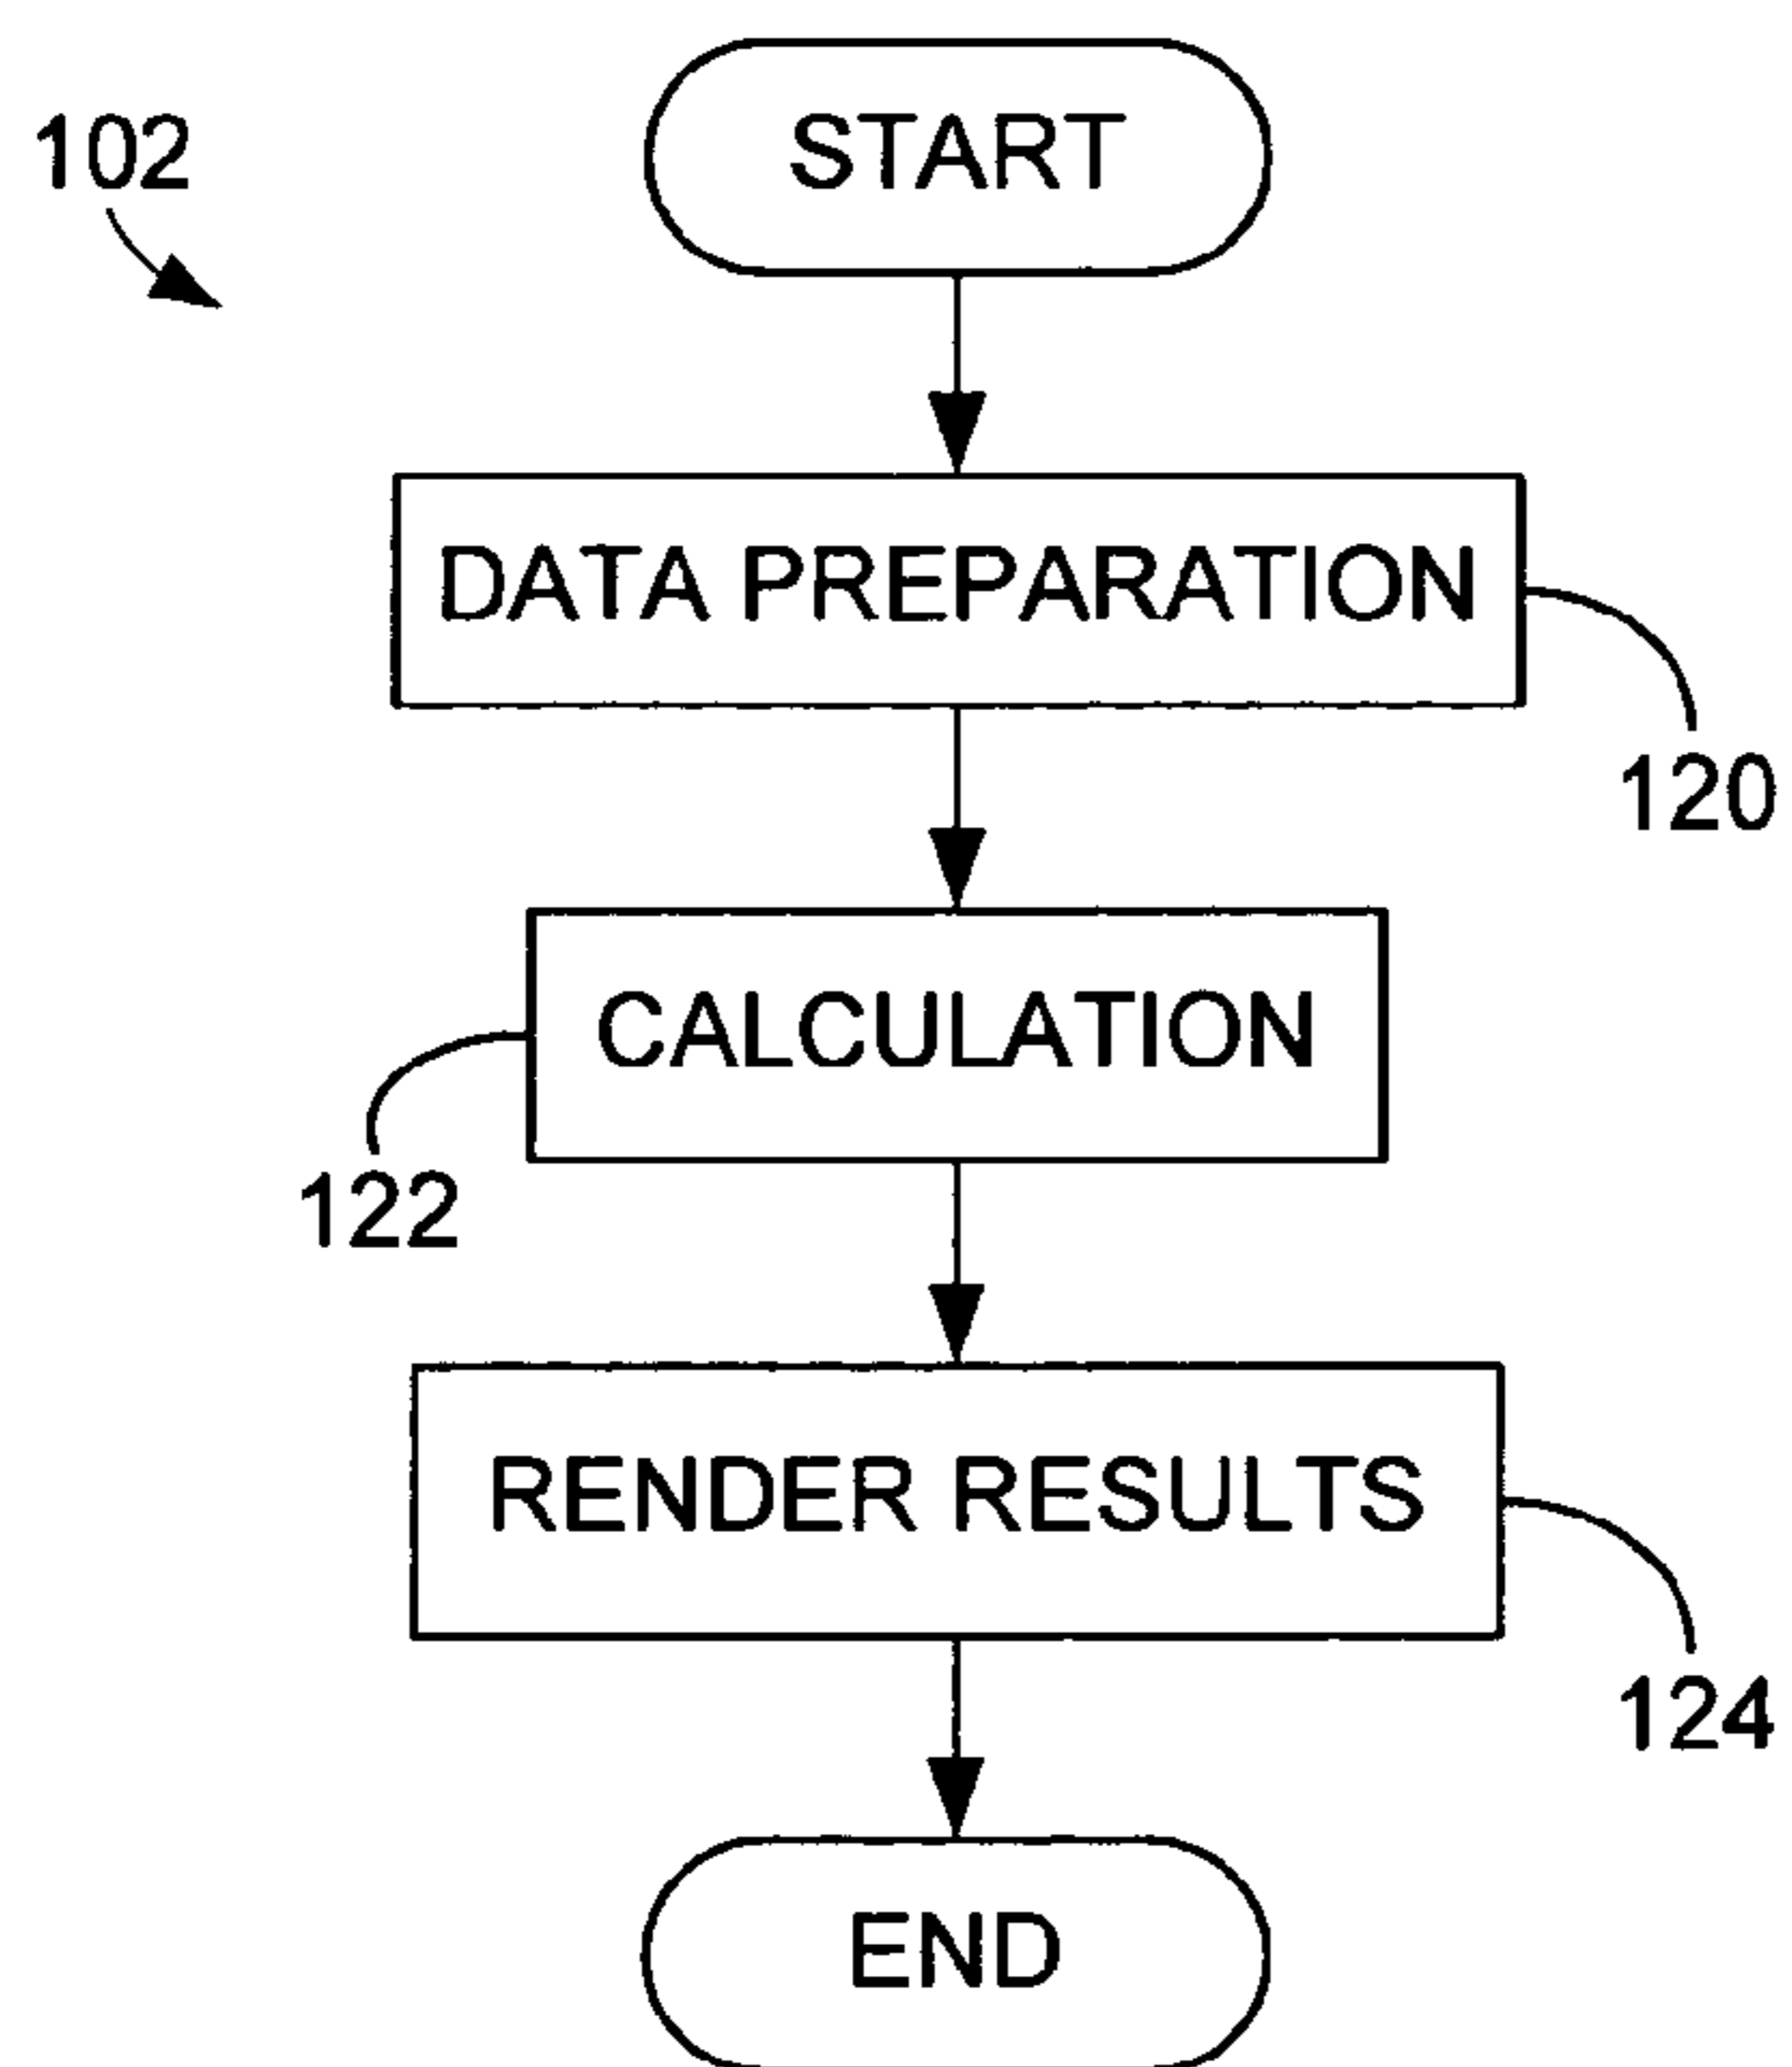 102
START
DATA PREPARATION
120
CALCULATION
122
RENDER RESULTS
124
END